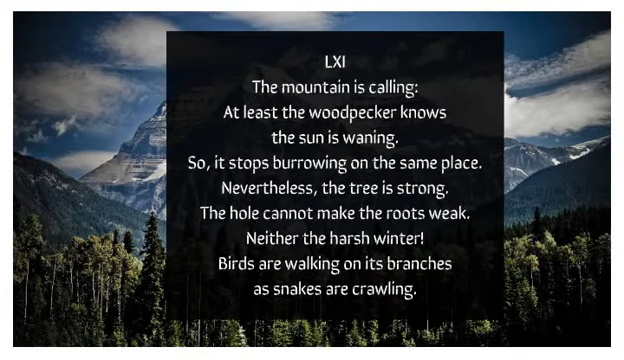 LXI
The mountain is calling:
At least the woodpecker knows
the sun is waning.
So, it stops burrowing on the same place.
Nevertheless, the tree is strong.
The hole cannot make the roots weak.
Neither the harsh winter!
Birds are walking on its branches
as snakes are crawling.